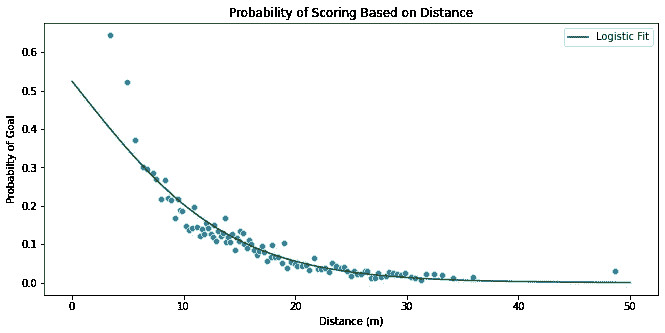 Probability of Scoring Based on Distance
Logistic Fit
Probabilty of Goal
0.6
0.5
0.4
0.3
0.2
0.1
0.0
0 10 20 30 40 50
Distance (m)